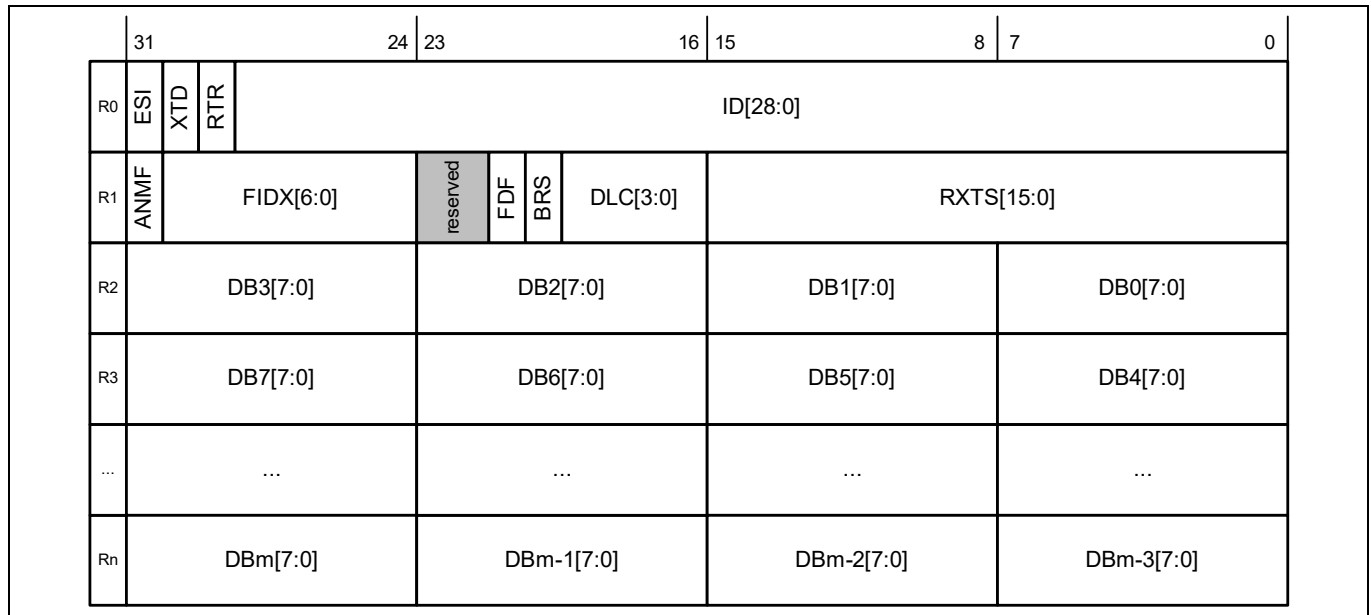 31 24 23 16 15 8 7 0
R0 ESI XTD RTR ID[28:0]
R1 ANMF FIDX[6:0] reserved FDF BRS DLC[3:0] RXTS[15:0]
R2 DB3[7:0] DB2[7:0] DB1[7:0] DB0[7:0]
R3 DB7[7:0] DB6[7:0] DB5[7:0] DB4[7:0]
... ... ... ... ...
Rn DBm[7:0] DBm-1[7:0] DBm-2[7:0] DBm-3[7:0]